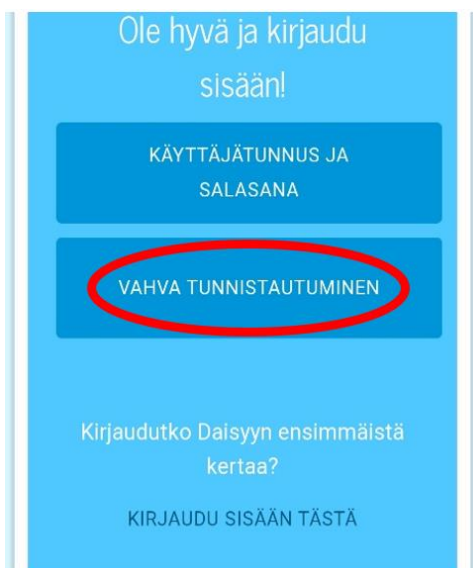 Ole hyvä ja kirjaudu
sisään!
KÄYTTÄJÄTUNNUS JA
SALASANA
VAHVA TUNNISTAUTUMINEN
Kirjaudutko Daisyyn ensimmäistä
kertaa?
KIRJAUDU SISÄÄN TÄSTÄ